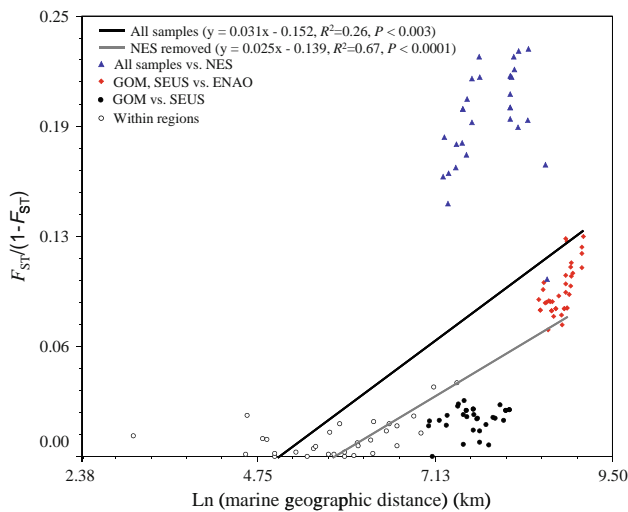 0.25
0.19
0.13
0.06
0.00
F_ST/(1-F_ST)
All samples (y = 0.031x - 0.152, R²=0.26, P < 0.003)
NES removed (y = 0.025x - 0.139, R²=0.67, P < 0.0001)
All samples vs. NES
GOM, SEUS vs. ENAO
GOM vs. SEUS
Within regions
2.38 4.75 7.13 9.50
Ln (marine geographic distance) (km)